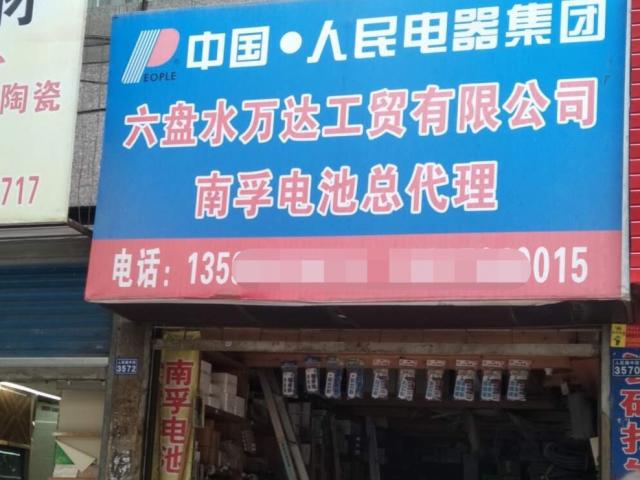 中国·人民电器集团
PEOPLE
六盘水万达工贸有限公司
南孚电池总代理
电话：135 0015
陶瓷
717
3572
南孚电池
3570